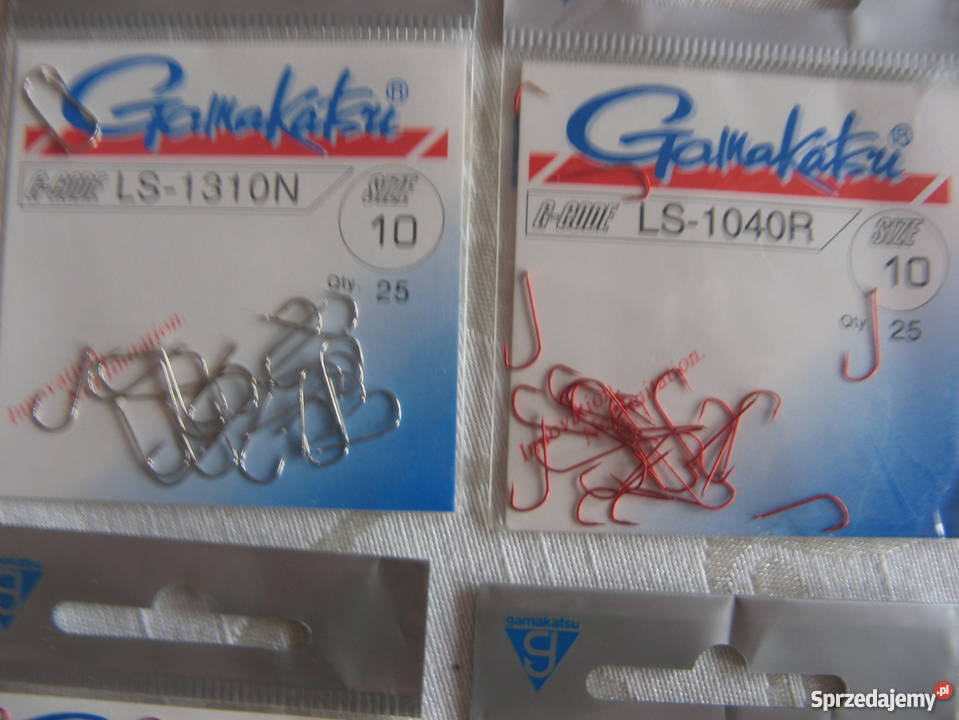 Gamakatsu®
G-CODE LS-1310N
SIZE
10
Qty. 25
Innovation.
Gamakatsu®
G-CODE LS-1040R
SIZE
10
Qty. 25
gamakatsu
G
Sprzedajemy.pl